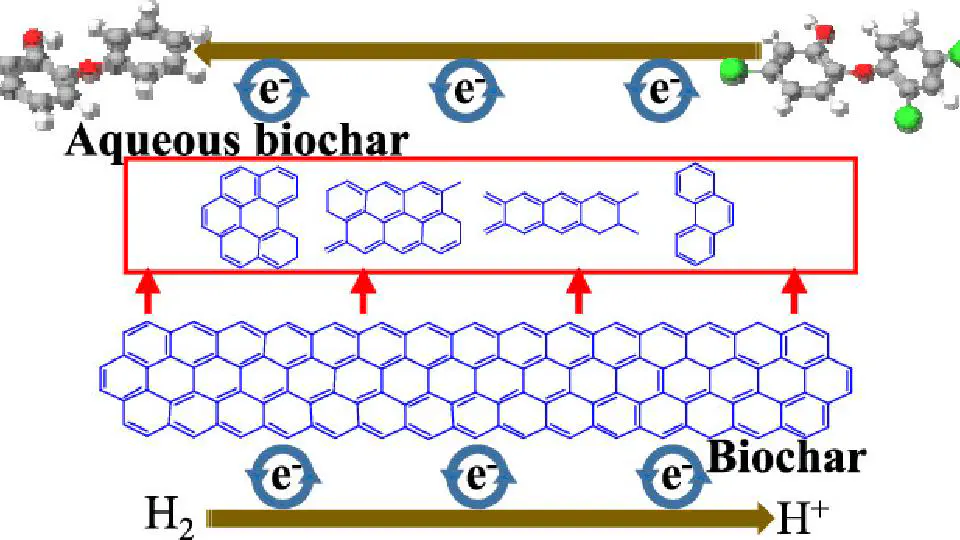 e⁻ e⁻ e⁻
Aqueous biochar
e⁻ e⁻ e⁻
Biochar
H₂ H⁺